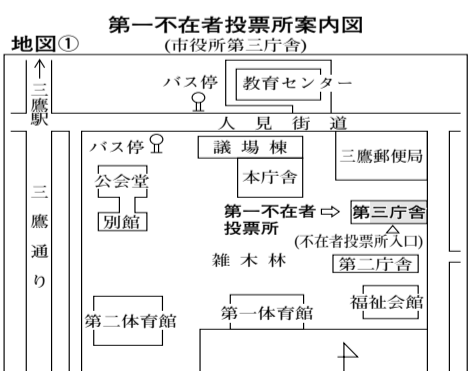 第一不在者投票所案内図
地図①
(市役所第三庁舎)
三鷹駅
バス停
教育センター
人見街道
バス停
議場棟
三鷹郵便局
公会堂
本庁舎
三鷹通り
別館
第一不在者
投票所
⇨
第三庁舎
(不在者投票所入口)
雑木林
第二庁舎
福祉会館
第二体育館
第一体育館